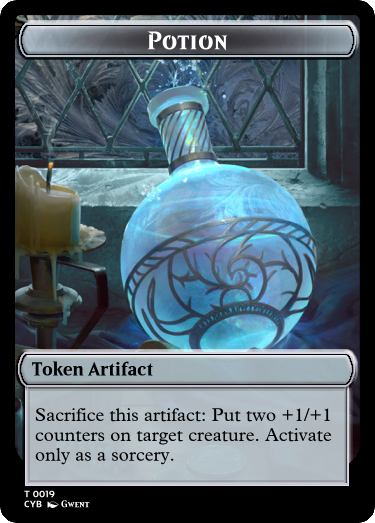 Potion
Token Artifact
Sacrifice this artifact: Put two +1/+1
counters on target creature. Activate
only as a sorcery.
T 0019
CYB Gwent